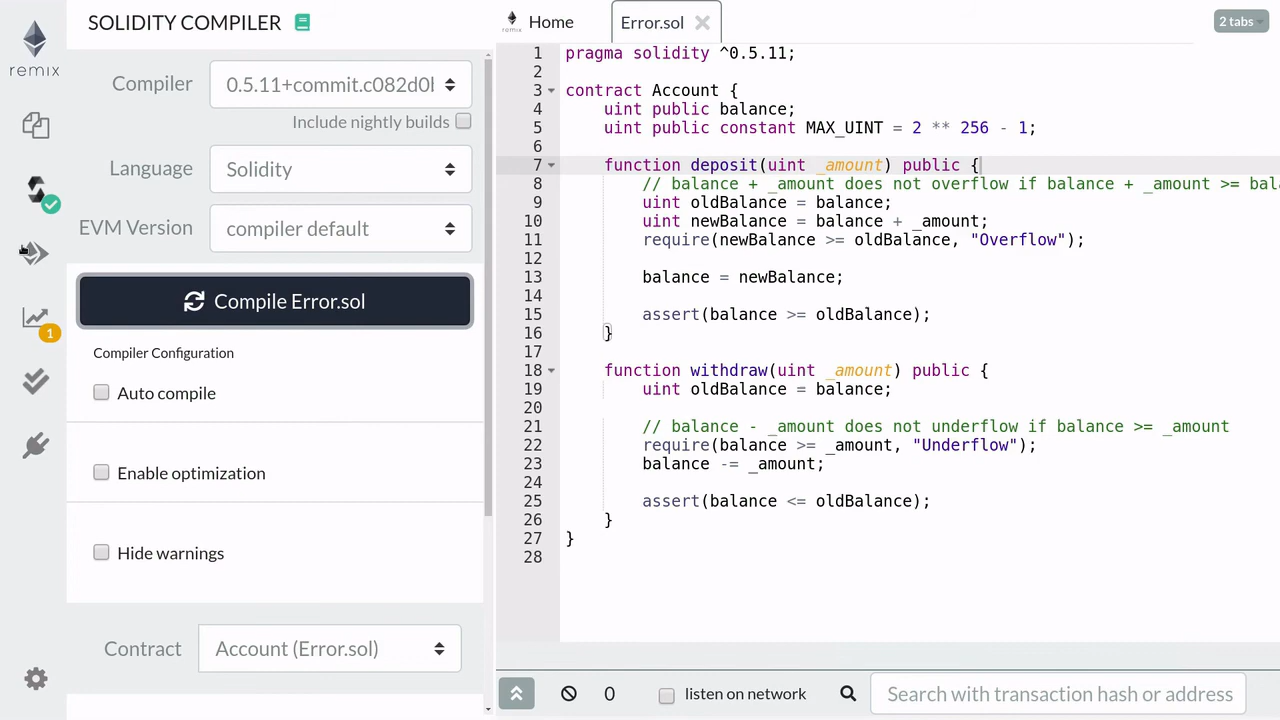 remix
1
SOLIDITY COMPILER
Compiler
0.5.11+commit.c082d0
Include nightly builds
Language
Solidity
EVM Version
compiler default
Compile Error.sol
Compiler Configuration
Auto compile
Enable optimization
Hide warnings
Contract
Account (Error.sol)
remix
Home
Error.sol
2 tabs
1 pragma solidity ^0.5.11;
2
3 contract Account {
4     uint public balance;
5     uint public constant MAX_UINT = 2 ** 256 - 1;
6
7     function deposit(uint _amount) public {
8         // balance + _amount does not overflow if balance + _amount >= bal
9         uint oldBalance = balance;
10         uint newBalance = balance + _amount;
11         require(newBalance >= oldBalance, "Overflow");
12
13         balance = newBalance;
14
15         assert(balance >= oldBalance);
16     }
17
18     function withdraw(uint _amount) public {
19         uint oldBalance = balance;
20
21         // balance - _amount does not underflow if balance >= _amount
22         require(balance >= _amount, "Underflow");
23         balance -= _amount;
24
25         assert(balance <= oldBalance);
26     }
27 }
28
0
listen on network
Search with transaction hash or address